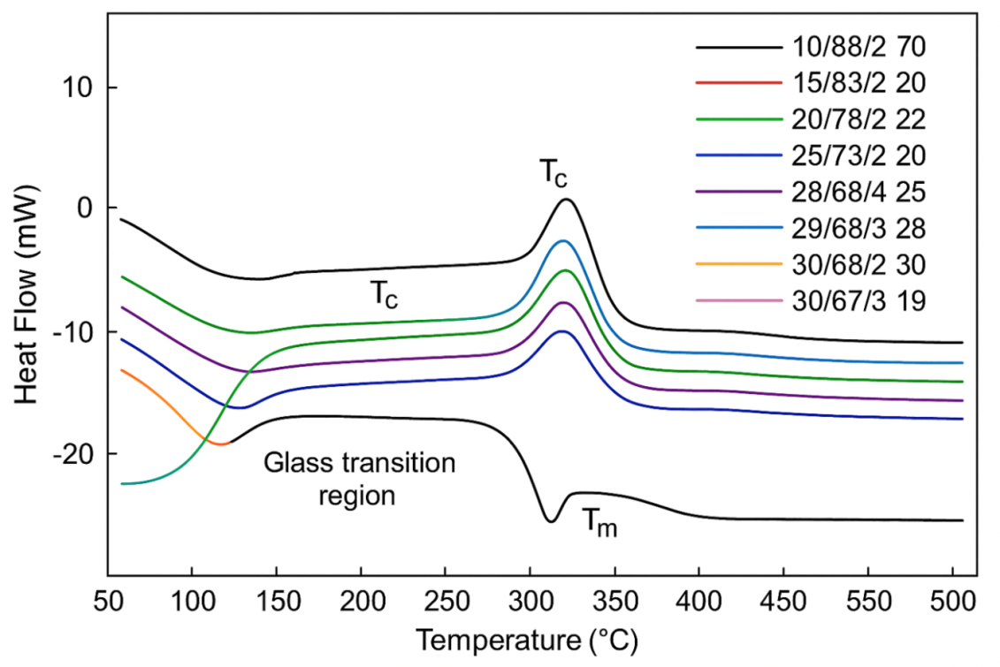 10/88/2 70
15/83/2 20
20/78/2 22
25/73/2 20
28/68/4 25
29/68/3 28
30/68/2 30
30/67/3 19
10
0
-10
-20
Heat Flow (mW)
Tc
Tc
Glass transition
region
Tm
50 100 150 200 250 300 350 400 450 550 500
Temperature (°C)